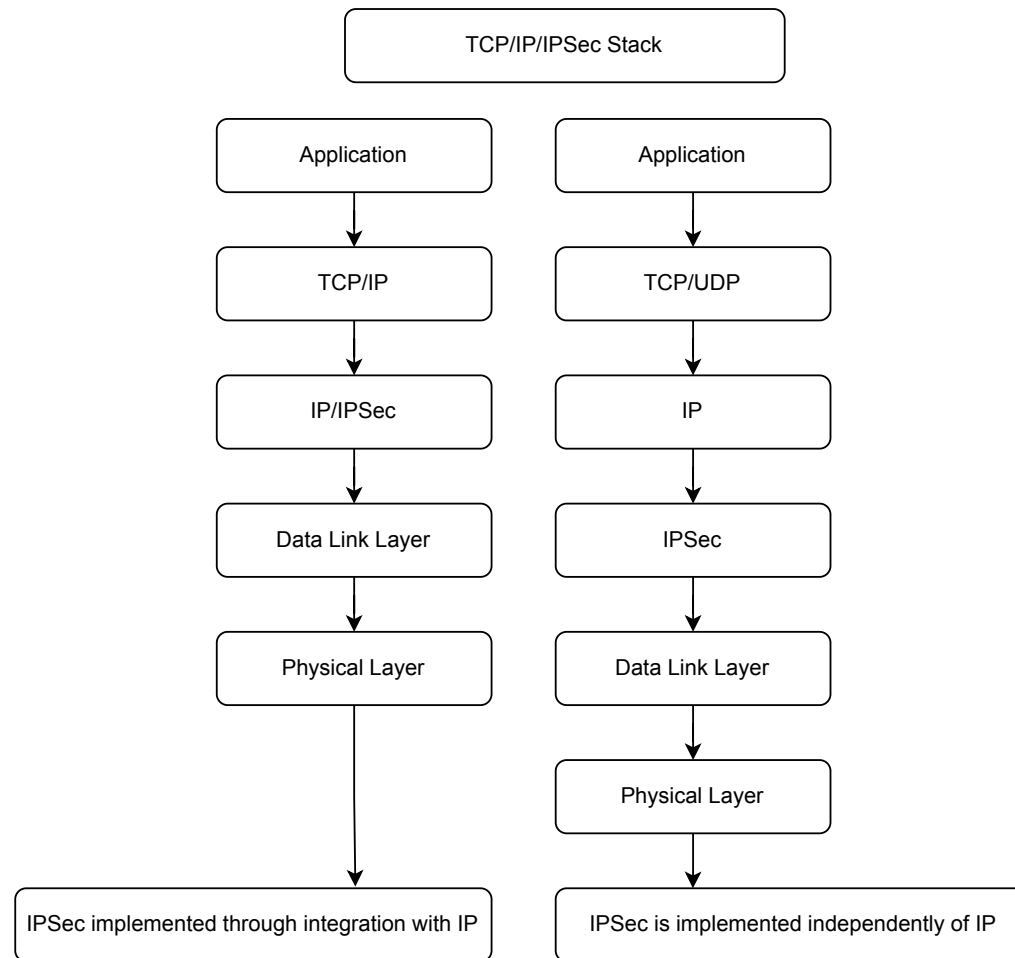 TCP/IP/IPSec Stack
Application
TCP/IP
IP/IPSec
Data Link Layer
Physical Layer
IPSec implemented through integration with IP
Application
TCP/UDP
IP
IPSec
Data Link Layer
Physical Layer
IPSec is implemented independently of IP